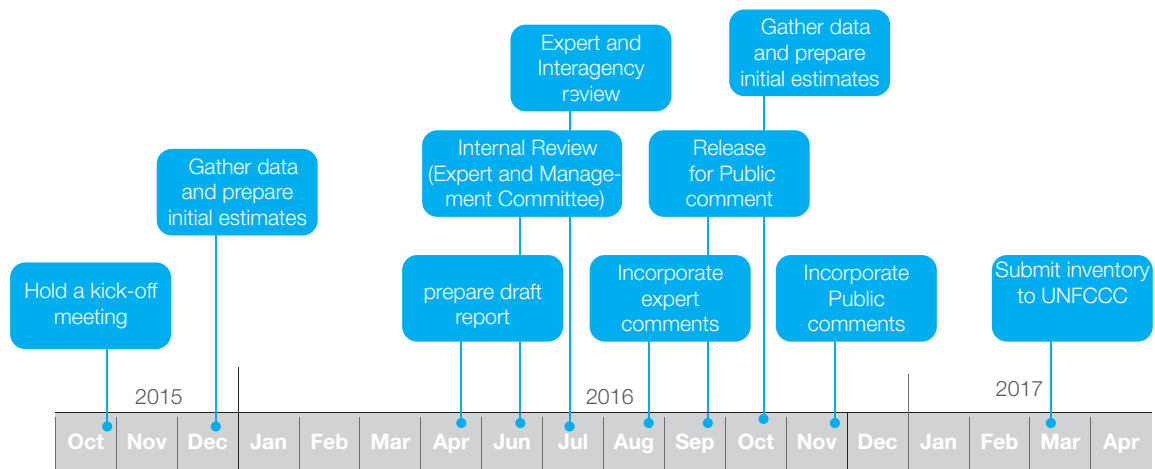 Expert and
Interagency
review
Gather data
and prepare
initial estimates
Internal Review
(Expert and Manage-
ment Committee)
Release
for Public
comment
Gather data
and prepare
initial estimates
Hold a kick-off
meeting
prepare draft
report
Incorporate
expert
comments
Incorporate
Public
comments
Submit inventory
to UNFCCC
2015
2016
2017
Oct Nov Dec Jan Feb Mar Apr Jun Jul Aug Sep Oct Nov Dec Jan Feb Mar Apr